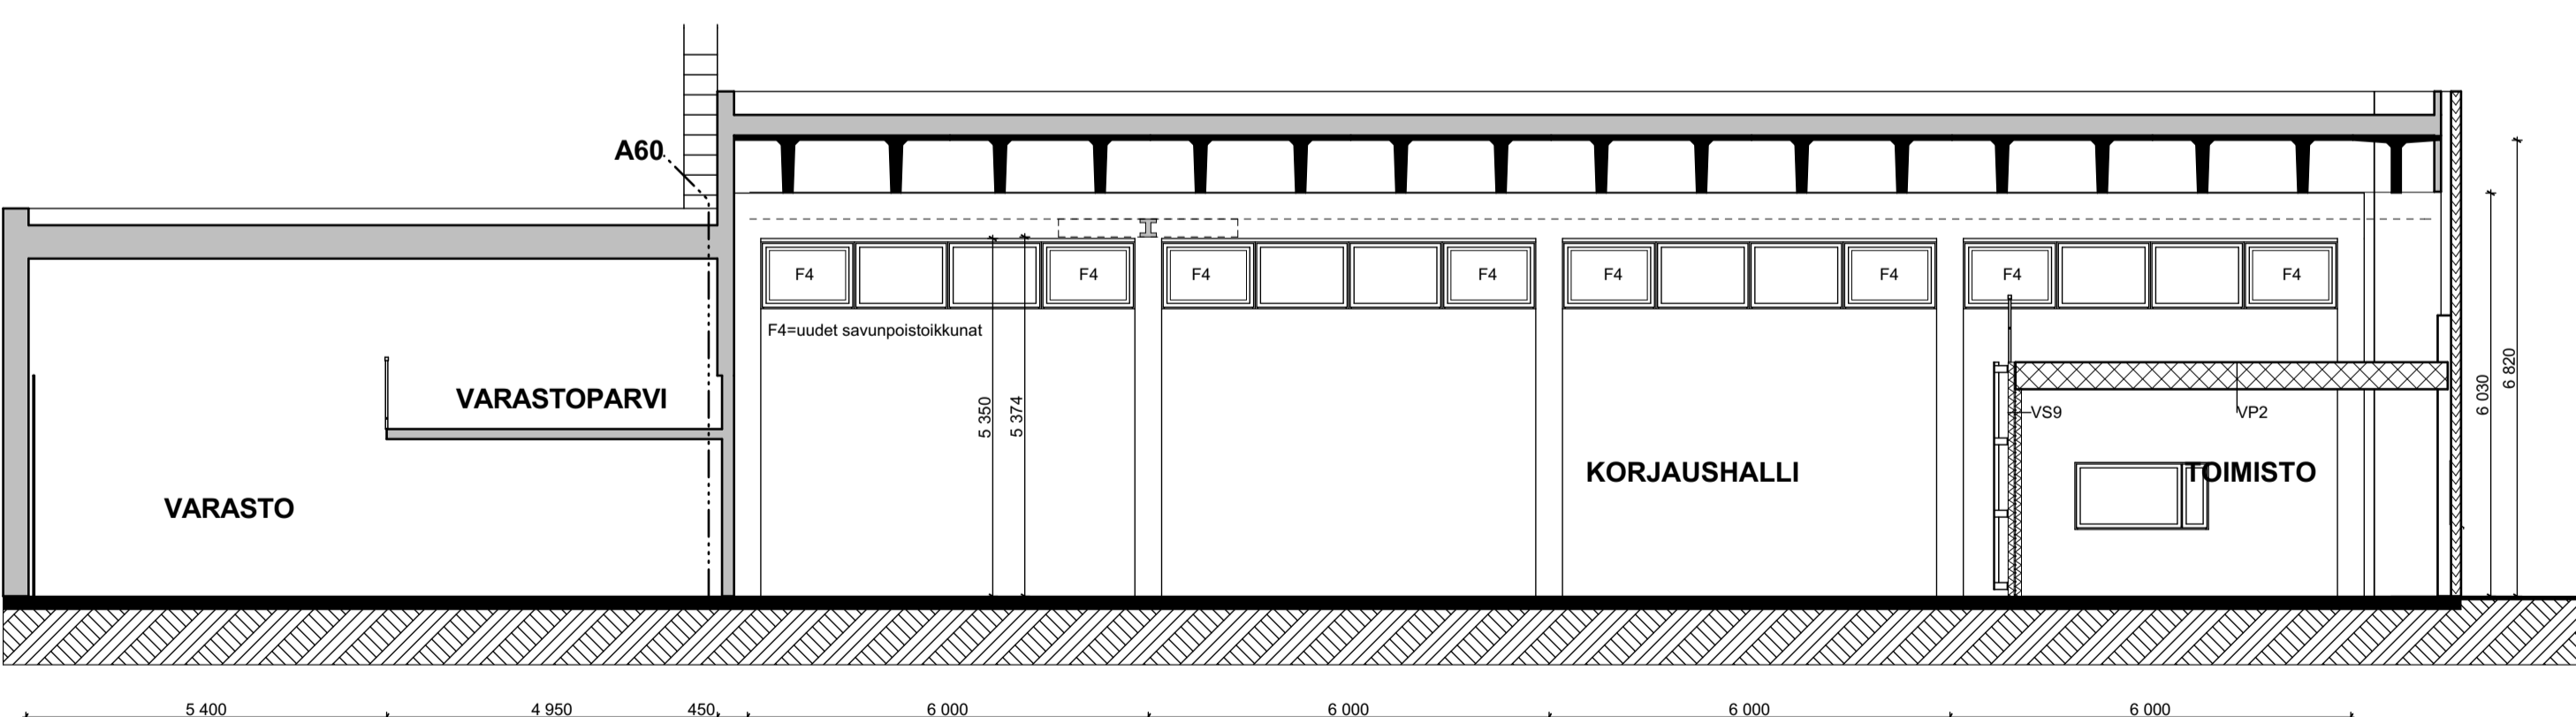 A60
F4 F4 F4 F4 F4 F4 F4 F4
F4=uudet savunpoistoikkunat
VARASTOPARVI
5 350
5 374
6 030
6 820
VS9
VP2
KORJAUSHALLI
TOIMISTO
VARASTO
5 400 4 950 450 6 000 6 000 6 000 6 000